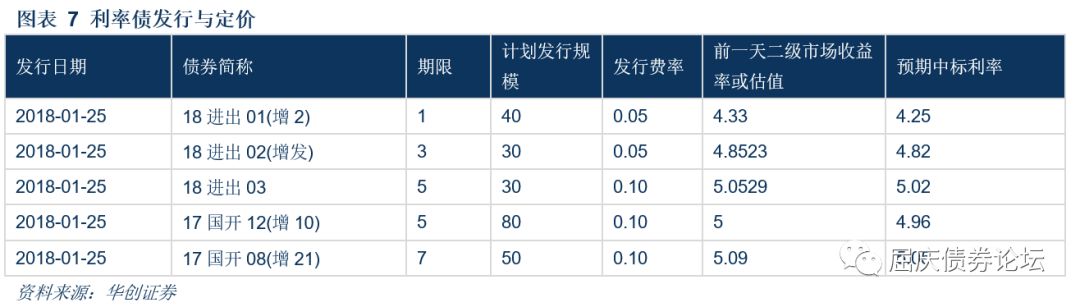 图表 7 利率债发行与定价
发行日期 债券简称 期限 计划发行规模 发行费率 前一天二级市场收益率或估值 预期中标利率
2018-01-25 18 进出 01(增 2) 1 40 0.05 4.33 4.25
2018-01-25 18 进出 02(增发) 3 30 0.05 4.8523 4.82
2018-01-25 18 进出 03 5 30 0.10 5.0529 5.02
2018-01-25 17 国开 12(增 10) 5 80 0.10 5 4.96
2018-01-25 17 国开 08(增 21) 7 50 0.10 5.09
屈庆债券论坛
资料来源：华创证券